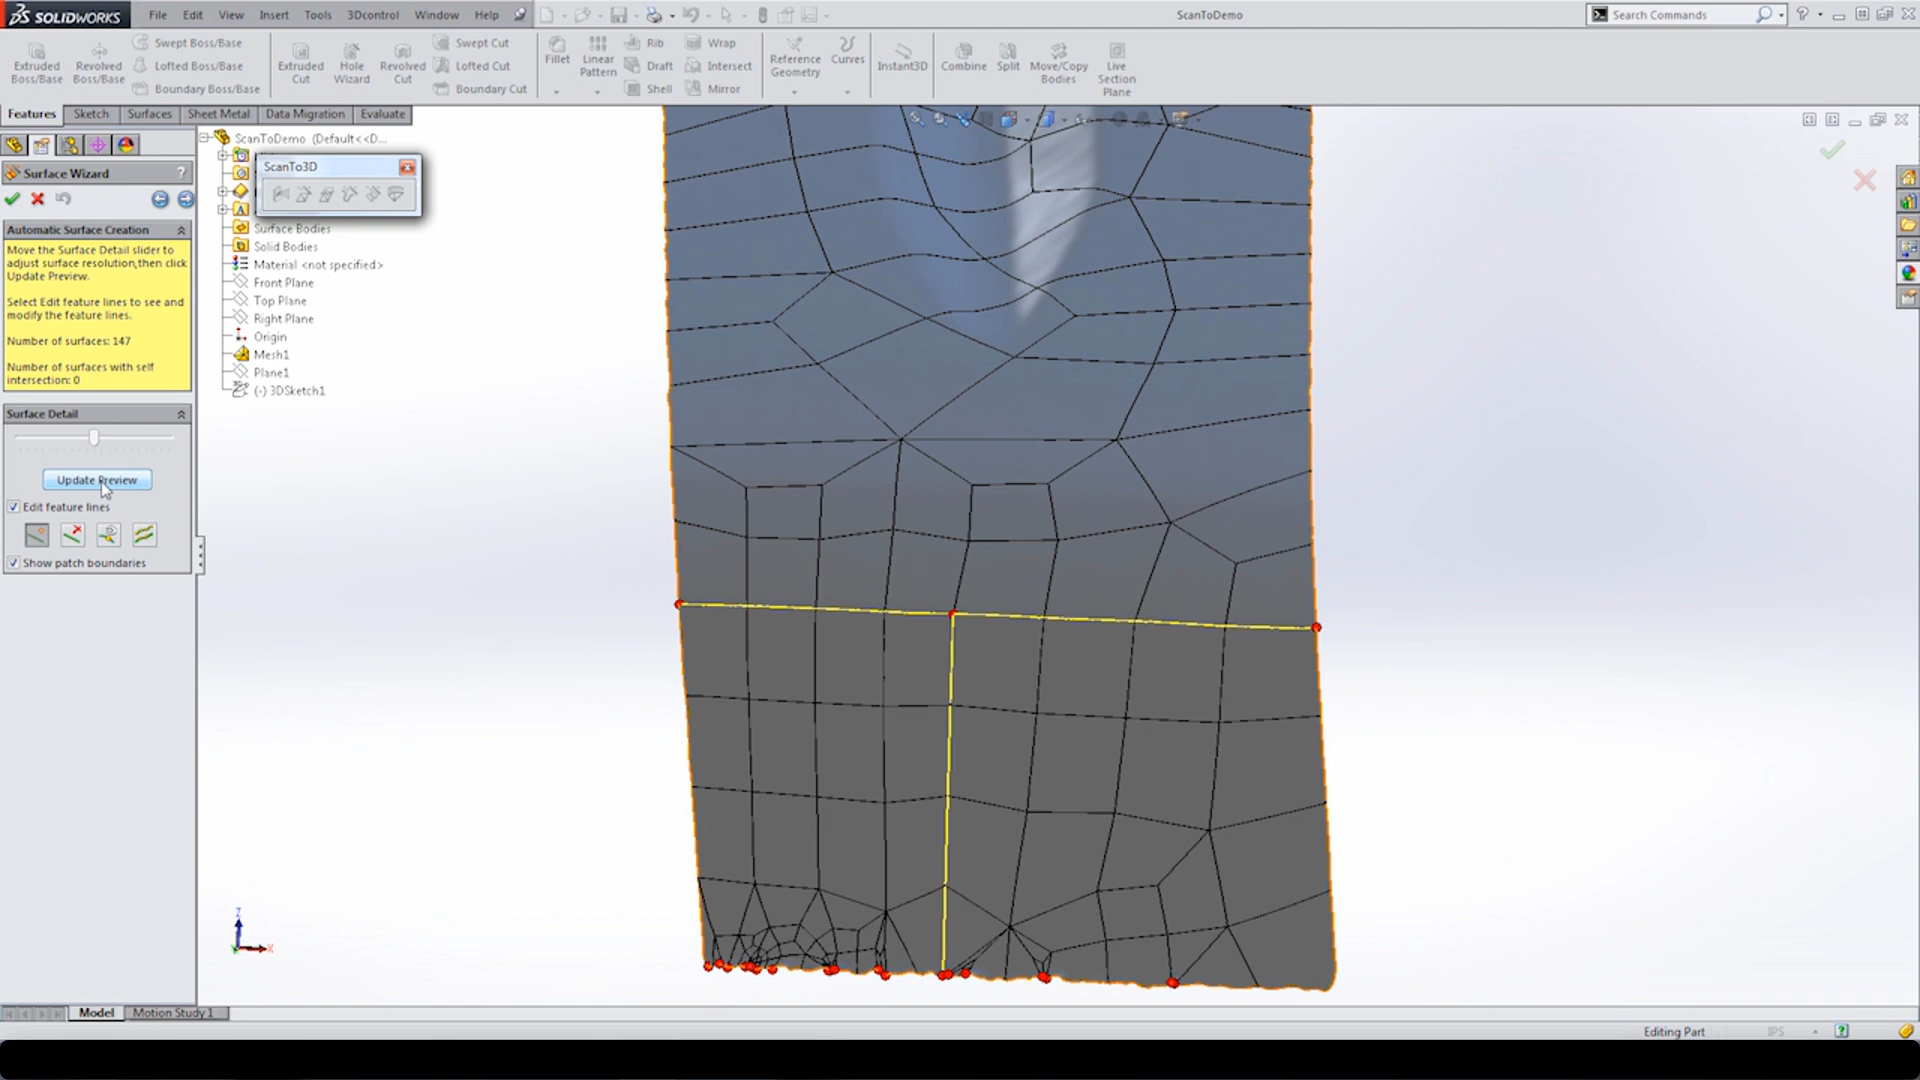 SOLIDWORKS File Edit View Insert Tools 3Dcontrol Window Help ScanToDemo Search Commands
Extruded Boss/Base
Revolved Boss/Base
Swept Boss/Base
Lofted Boss/Base
Boundary Boss/Base
Extruded Cut
Hole Wizard
Revolved Cut
Swept Cut
Lofted Cut
Boundary Cut
Fillet
Linear Pattern
Rib
Draft
Shell
Wrap
Intersect
Mirror
Reference Geometry
Curves
Instant3D
Combine
Split
Move/Copy Bodies
Live Section Plane
Features Sketch Surfaces Sheet Metal Data Migration Evaluate
Surface Wizard ?
Automatic Surface Creation
Move the Surface Detail slider to
adjust surface resolution,then click
Update Preview.
Select Edit feature lines to see and
modify the feature lines.
Number of surfaces: 147
Number of surfaces with self
intersection: 0
Surface Detail
Update Preview
Edit feature lines
Show patch boundaries
ScanToDemo (Default<<D...
ScanTo3D
Surface Bodies
Solid Bodies
Material <not specified>
Front Plane
Top Plane
Right Plane
Origin
Mesh1
Plane1
(-) 3DSketch1
Z
X
Model Motion Study 1
Editing Part IPS